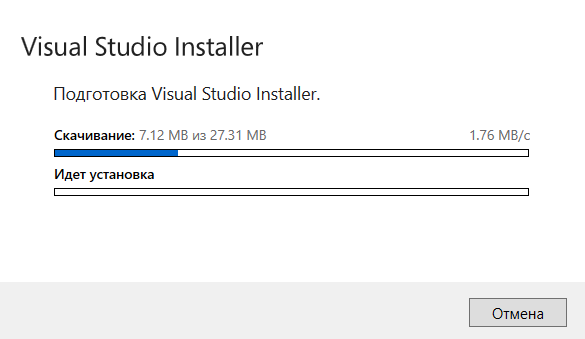 Visual Studio Installer
Подготовка Visual Studio Installer.
Скачивание: 7.12 MB из 27.31 MB 1.76 MB/с
Идет установка
Отмена